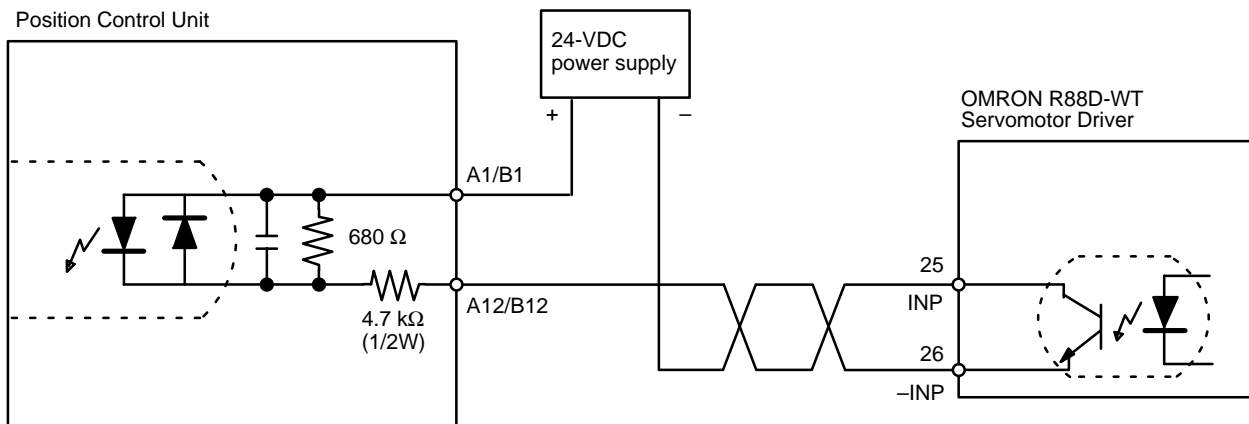 Position Control Unit
24-VDC
power supply
+
–
OMRON R88D-WT
Servomotor Driver
A1/B1
680 Ω
A12/B12
4.7 kΩ
(1/2W)
25
INP
26
–INP